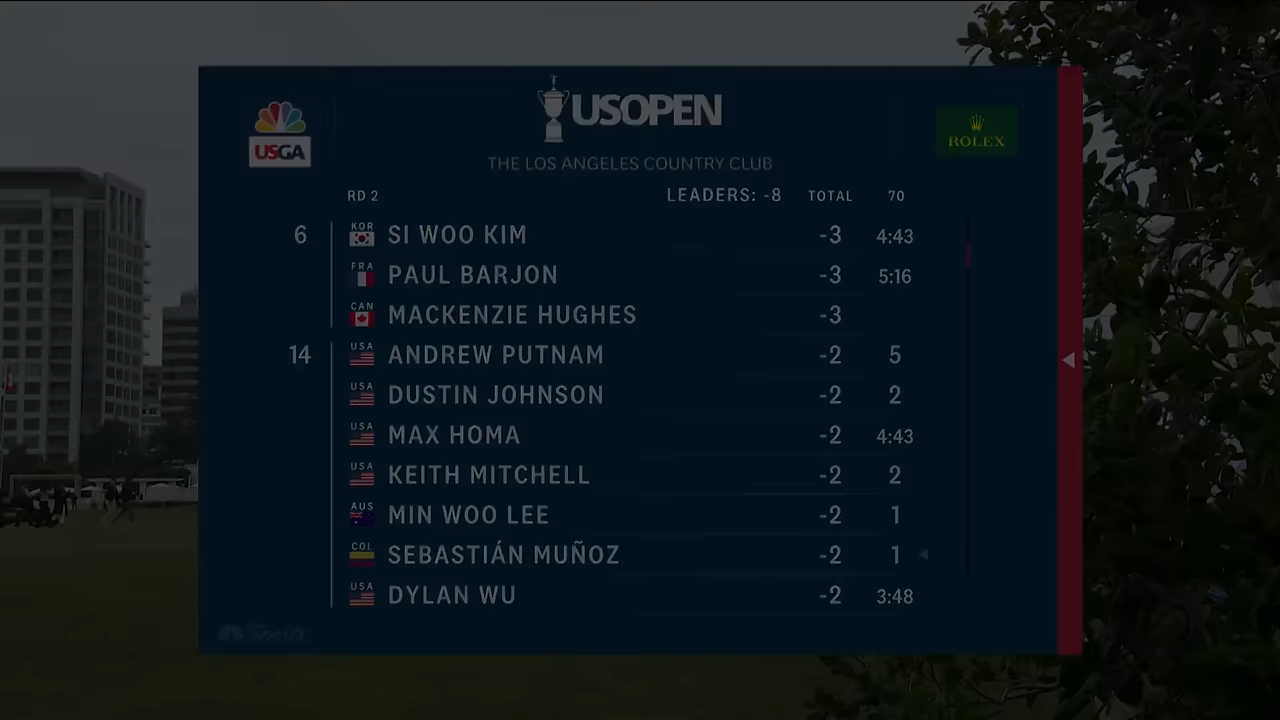 USOPEN
USGA
ROLEX
THE LOS ANGELES COUNTRY CLUB
RD 2 LEADERS: -8 TOTAL 70
6 KOR SI WOO KIM -3 4:43
FRA PAUL BARJON -3 5:16
CAN MACKENZIE HUGHES -3
14 USA ANDREW PUTNAM -2 5
USA DUSTIN JOHNSON -2 2
USA MAX HOMA -2 4:43
USA KEITH MITCHELL -2 2
AUS MIN WOO LEE -2 1
COL SEBASTIÁN MUÑOZ -2 1
USA DYLAN WU -2 3:48
Sports